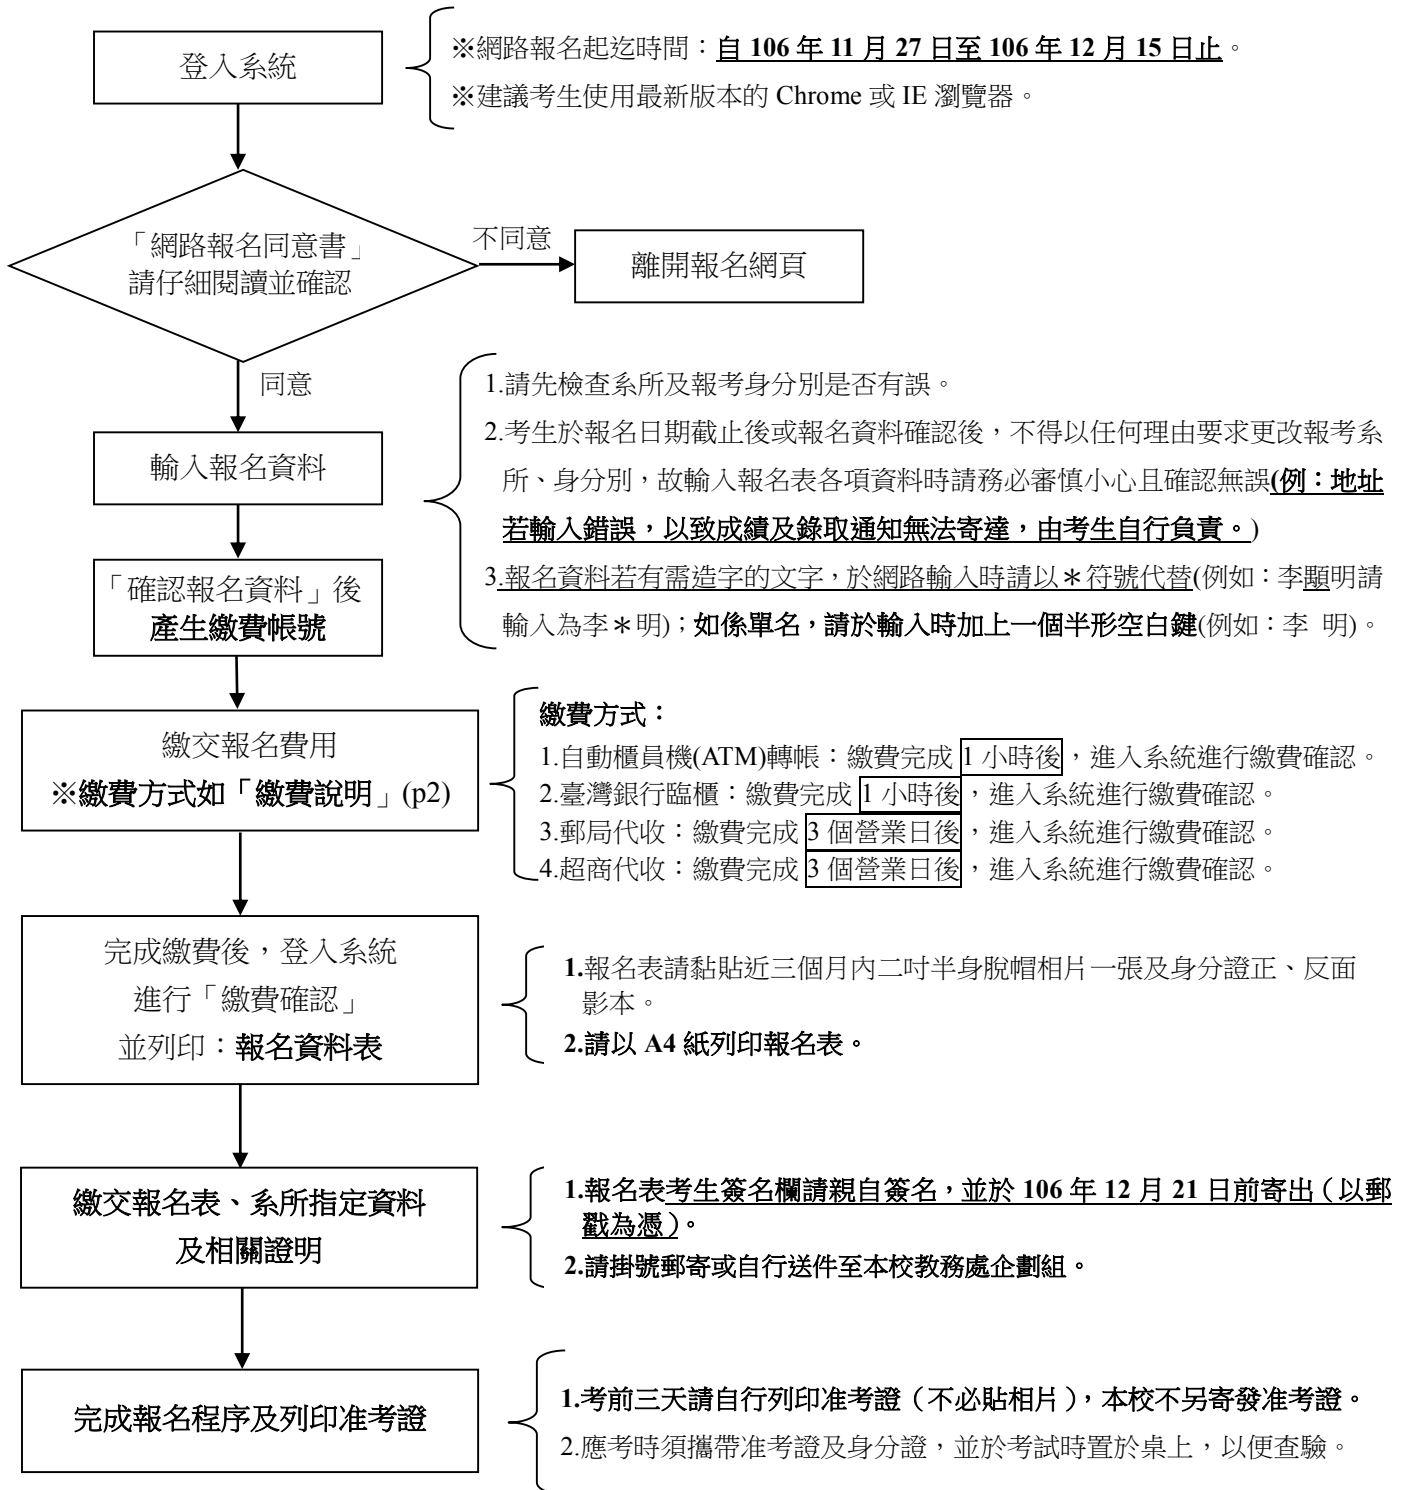 登入系統
※網路報名起迄時間：自 106 年 11 月 27 日至 106 年 12 月 15 日止。
※建議考生使用最新版本的 Chrome 或 IE 瀏覽器。
「網路報名同意書」
請仔細閱讀並確認
不同意
離開報名網頁
同意
輸入報名資料
1.請先檢查系所及報考身分別是否有誤。
2.考生於報名日期截止後或報名資料確認後，不得以任何理由要求更改報考系
所、身分別，故輸入報名表各項資料時請務必審慎小心且確認無誤(例：地址
若輸入錯誤，以致成績及錄取通知無法寄達，由考生自行負責。)
3.報名資料若有需造字的文字，於網路輸入時請以＊符號代替(例如：李顯明請
輸入為李＊明)；如係單名，請於輸入時加上一個半形空白鍵(例如：李 明)。
「確認報名資料」後
產生繳費帳號
繳交報名費用
※繳費方式如「繳費說明」(p2)
繳費方式：
1.自動櫃員機(ATM)轉帳：繳費完成 1 小時後，進入系統進行繳費確認。
2.臺灣銀行臨櫃：繳費完成 1 小時後，進入系統進行繳費確認。
3.郵局代收：繳費完成 3 個營業日後，進入系統進行繳費確認。
4.超商代收：繳費完成 3 個營業日後，進入系統進行繳費確認。
完成繳費後，登入系統
進行「繳費確認」
並列印：報名資料表
1.報名表請黏貼近三個月內二吋半身脫帽相片一張及身分證正、反面
影本。
2.請以 A4 紙列印報名表。
繳交報名表、系所指定資料
及相關證明
1.報名表考生簽名欄請親自簽名，並於 106 年 12 月 21 日前寄出（以郵
戳為憑）。
2.請掛號郵寄或自行送件至本校教務處企劃組。
完成報名程序及列印准考證
1.考前三天請自行列印准考證（不必貼相片），本校不另寄發准考證。
2.應考時須攜帶准考證及身分證，並於考試時置於桌上，以便查驗。